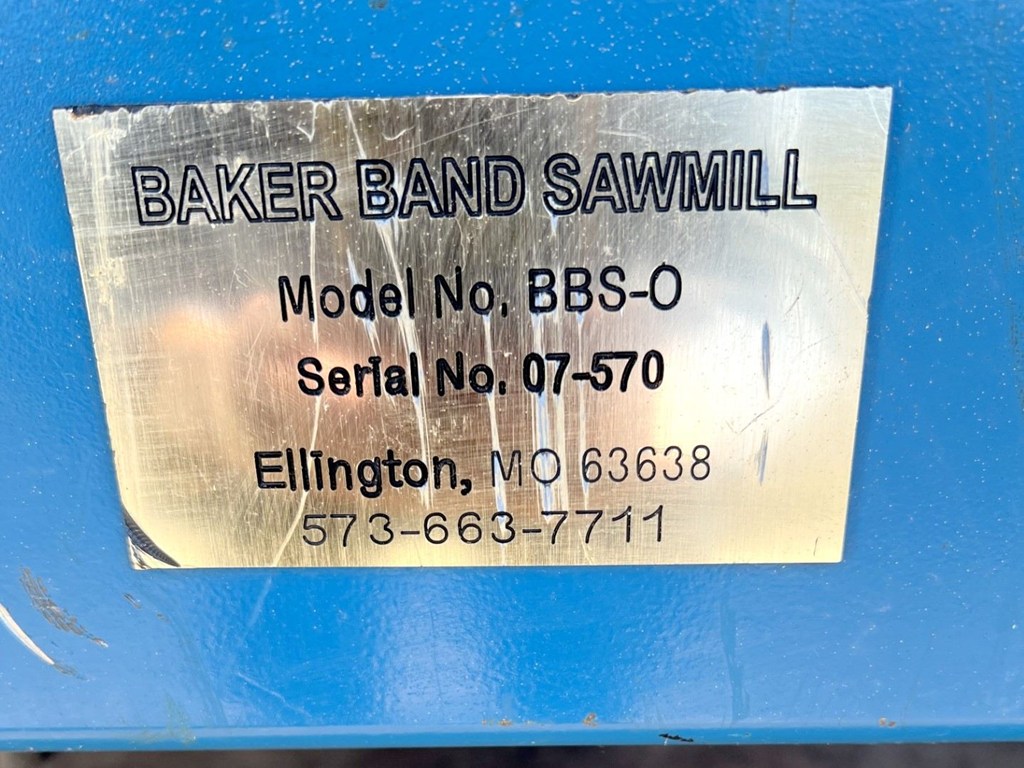 BAKER BAND SAWMILL
Model No. BBS-O
Serial No. 07-570
Ellington, MO 63638
573-663-7711